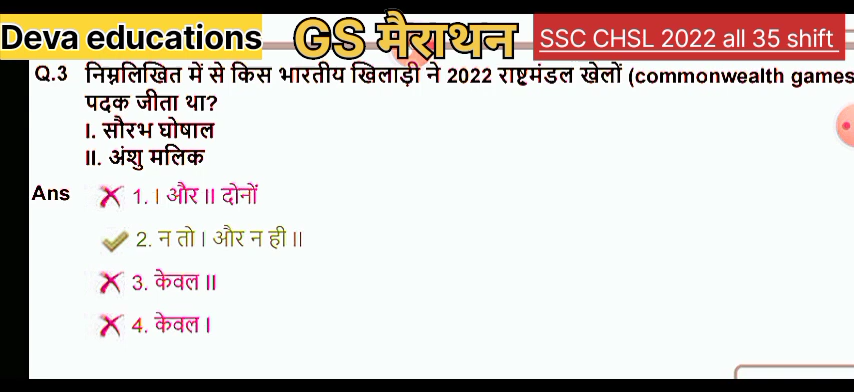 Deva educations GS मैराथन SSC CHSL 2022 all 35 shift
Q.3 निम्नलिखित में से किस भारतीय खिलाड़ी ने 2022 राष्ट्रमंडल खेलों (commonwealth games
पदक जीता था?
I. सौरभ घोषाल
II. अंशु मलिक
Ans 1. I और II दोनों
2. न तो I और न ही II
3. केवल II
4. केवल I